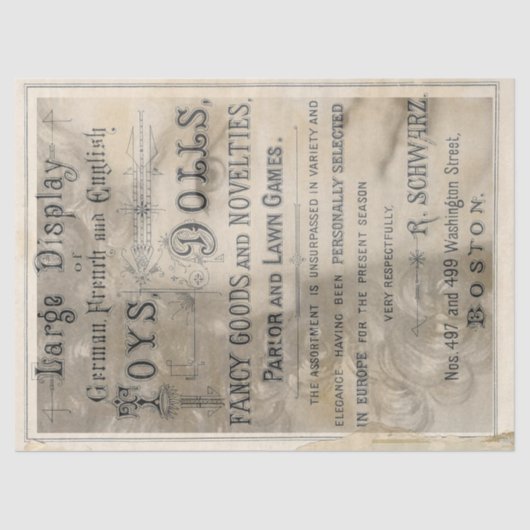 Large Display
OF
German, French and English
TOYS,
DOLLS,
FANCY GOODS AND NOVELTIES,
PARLOR AND LAWN GAMES.
THE ASSORTMENT IS UNSURPASSED IN VARIETY AND
ELEGANCE HAVING BEEN PERSONALLY SELECTED
IN EUROPE FOR THE PRESENT SEASON
VERY RESPECTFULLY,
R. SCHWARZ.
Nos. 497 and 499 Washington Street,
BOSTON.